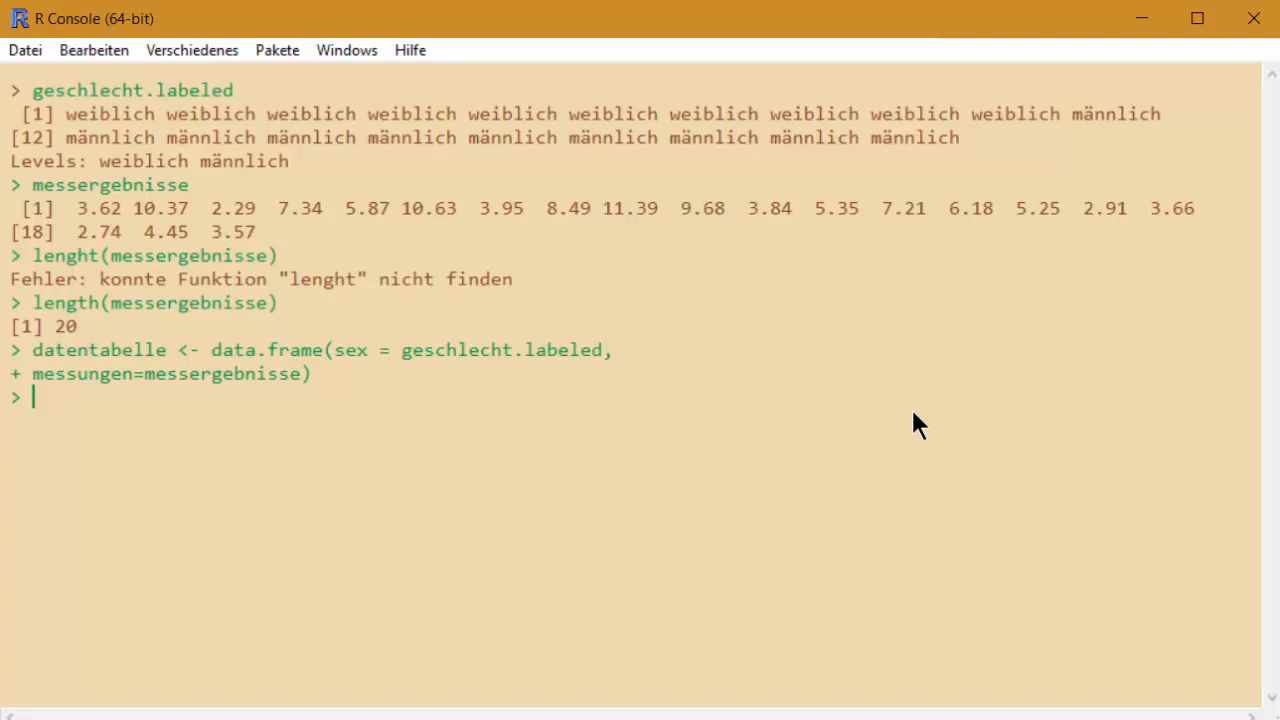 R Console (64-bit)
Datei Bearbeiten Verschiedenes Pakete Windows Hilfe
> geschlecht.labeled
[1] weiblich weiblich weiblich weiblich weiblich weiblich weiblich weiblich weiblich weiblich männlich
[12] männlich männlich männlich männlich männlich männlich männlich männlich männlich
Levels: weiblich männlich
> messergebnisse
[1] 3.62 10.37 2.29 7.34 5.87 10.63 3.95 8.49 11.39 9.68 3.84 5.35 7.21 6.18 5.25 2.91 3.66
[18] 2.74 4.45 3.57
> lenght(messergebnisse)
Fehler: konnte Funktion "lenght" nicht finden
> length(messergebnisse)
[1] 20
> datentabelle <- data.frame(sex = geschlecht.labeled,
+ messungen=messergebnisse)
>